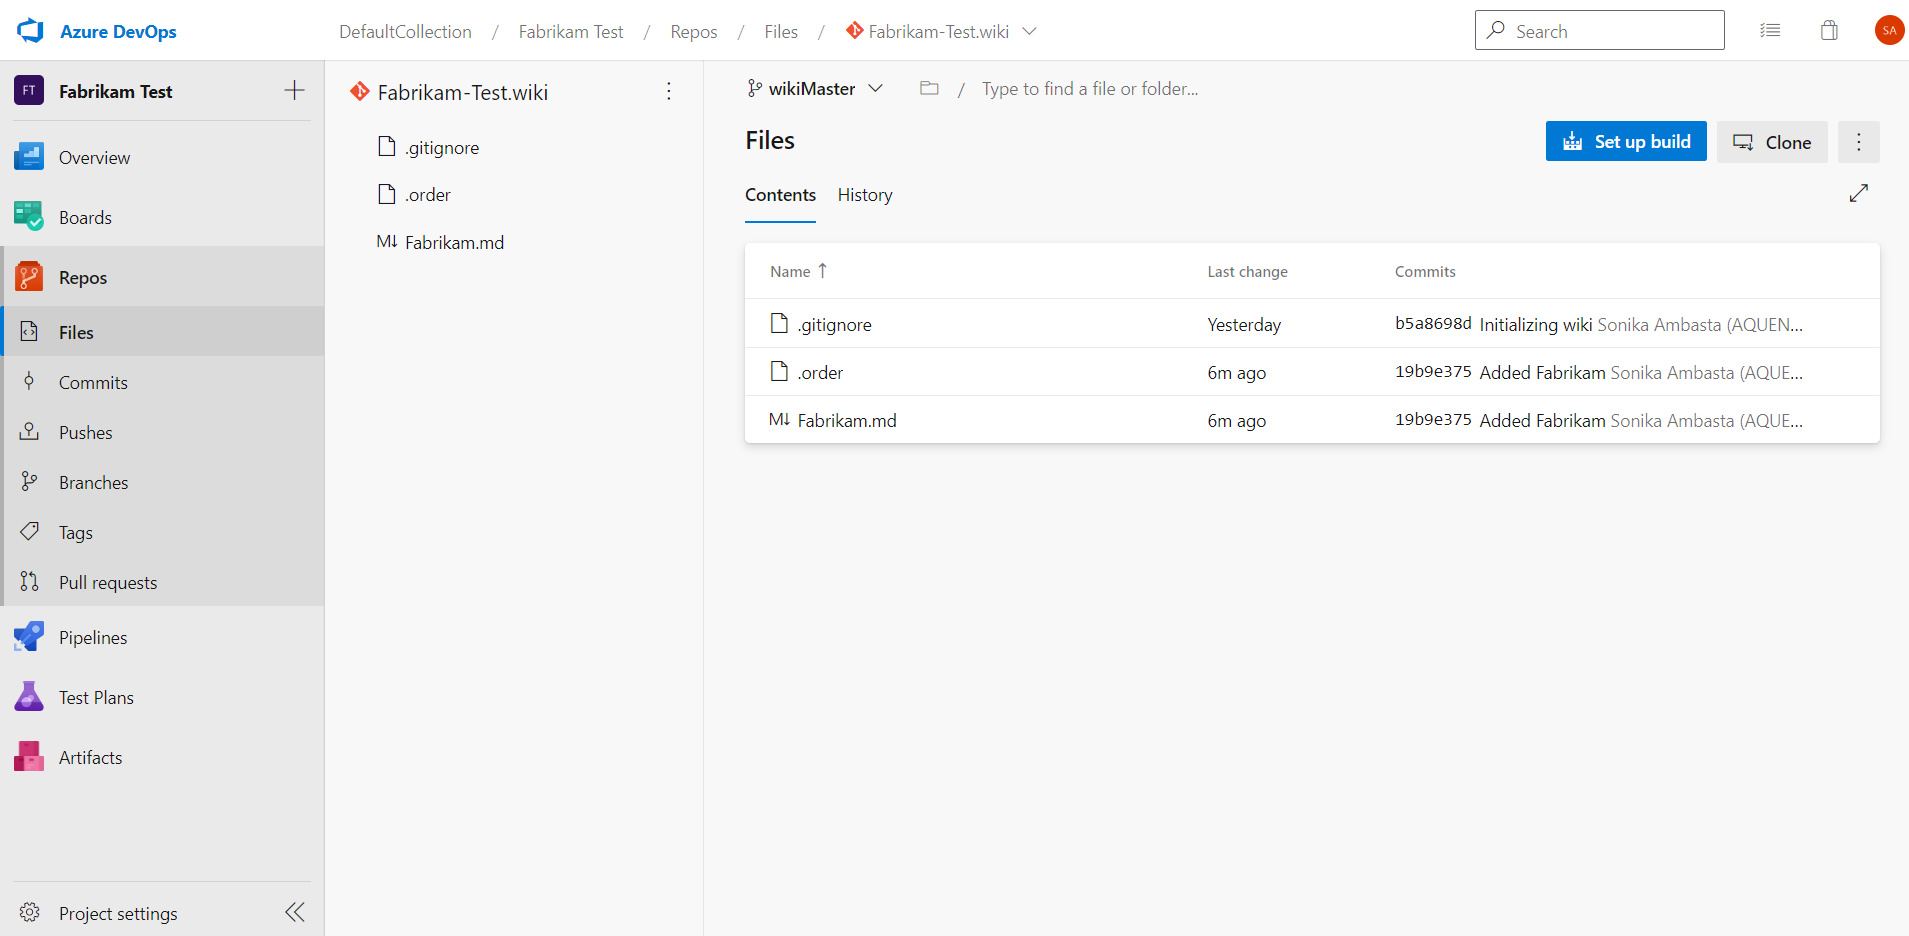 Azure DevOps
DefaultCollection / Fabrikam Test / Repos / Files / Fabrikam-Test.wiki
Search
SA
FT Fabrikam Test
Overview
Boards
Repos
Files
Commits
Pushes
Branches
Tags
Pull requests
Pipelines
Test Plans
Artifacts
Project settings
Fabrikam-Test.wiki
.gitignore
.order
M↓ Fabrikam.md
wikiMaster / Type to find a file or folder...
Files
Set up build
Clone
Contents History
Name ↑ Last change Commits
.gitignore Yesterday b5a8698d Initializing wiki Sonika Ambasta (AQUEN...
.order 6m ago 19b9e375 Added Fabrikam Sonika Ambasta (AQUE...
M↓ Fabrikam.md 6m ago 19b9e375 Added Fabrikam Sonika Ambasta (AQUE...